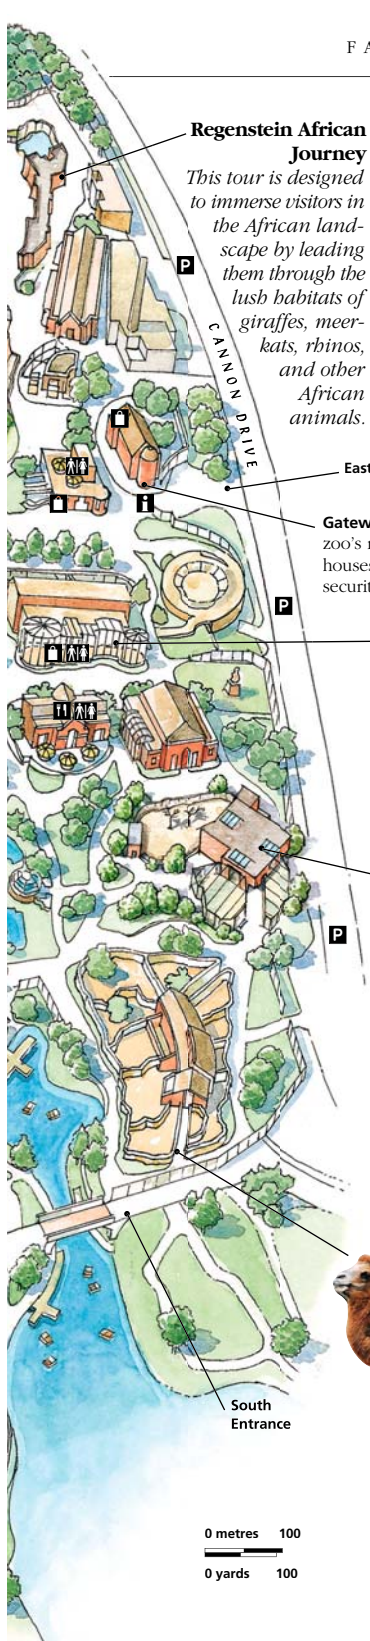 F A
Regenstein African
Journey
This tour is designed
to immerse visitors in
the African land-
scape by leading
them through the
lush habitats of
giraffes, meer-
kats, rhinos,
and other
African
animals.
P
CANNON DRIVE
East
Gatew
zoo's
house
securit
i
P
P
South
Entrance
0 metres 100
0 yards 100